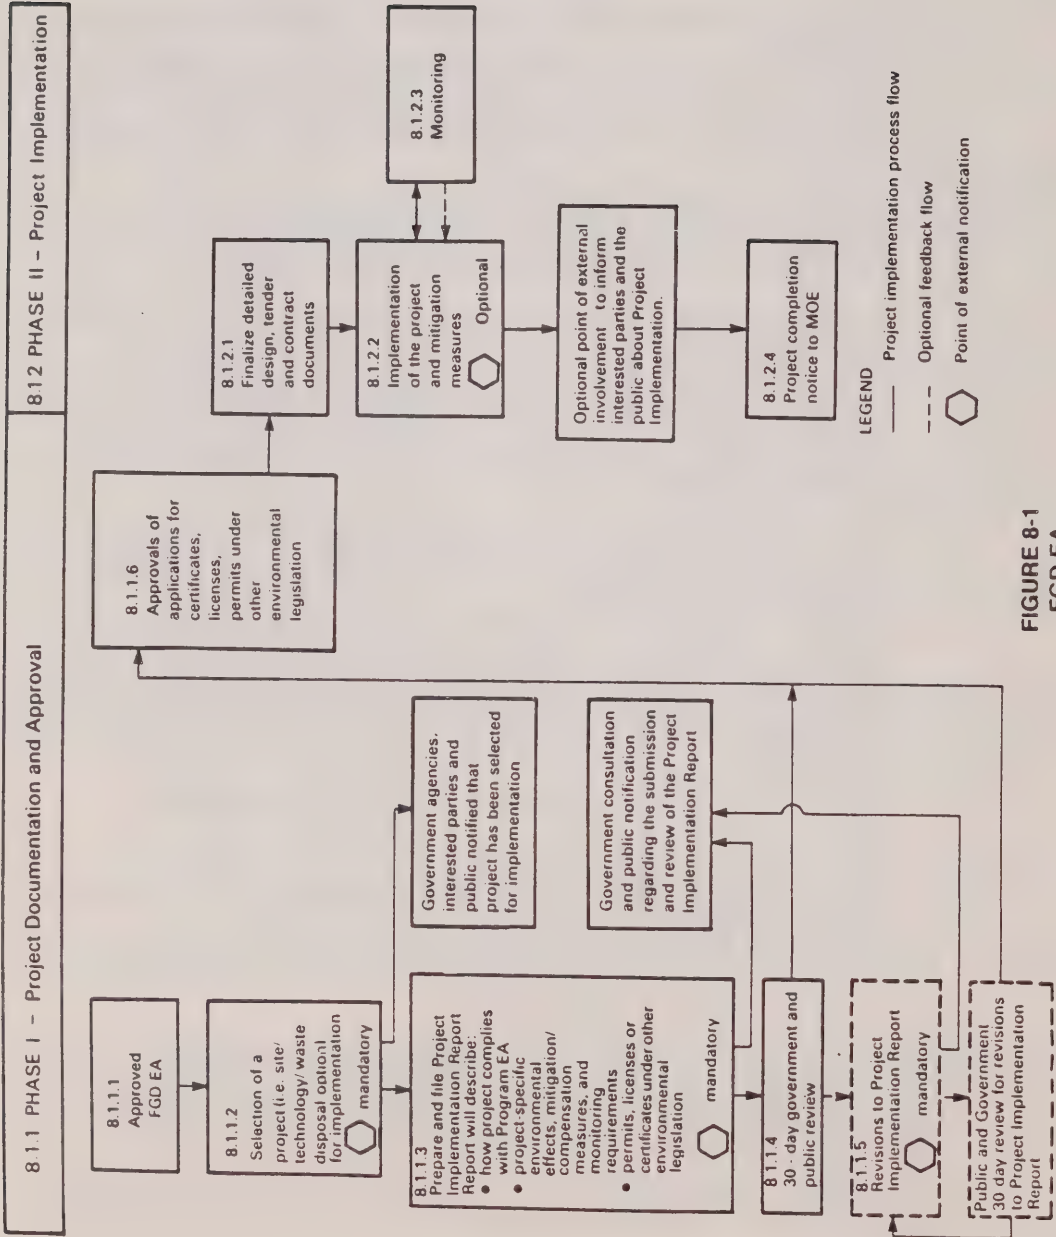 8.1.1 PHASE I – Project Documentation and Approval
8.12 PHASE II – Project Implementation
8.1.1.1
Approved
FGD EA
8.1.1.2
Selection of a
project (i.e. site/
technology/waste
disposal option)
for implementation
mandatory
Government agencies,
interested parties and
public notified that
project has been selected
for implementation
8.1.1.3
Prepare and file Project
Implementation Report
Report will describe:
• how project complies
with Program EA
• project-specific
environmental
effects, mitigation/
compensation
measures, and
monitoring
requirements
• permits, licenses or
certificates under other
environmental
legislation
mandatory
Government consultation
and public notification
regarding the submission
and review of the Project
Implementation Report
8.1.1.4
30 - day government and
public review
8.1.1.5
Revisions to Project
Implementation Report
mandatory
Public and Government
30 day review for revisions
to Project Implementation
Report
8.1.1.6
Approvals of
applications for
certificates,
licenses,
permits under
other
environmental
legislation
8.1.2.1
Finalize detailed
design, tender
and contract
documents
8.1.2.2
Implementation
of the project
and mitigation
measures
Optional
8.1.2.3
Monitoring
Optional point of external
involvement to inform
interested parties and the
public about Project
Implementation.
8.1.2.4
Project completion
notice to MOE
LEGEND
Project implementation process flow
Optional feedback flow
Point of external notification
FIGURE 8-1
FGD EA